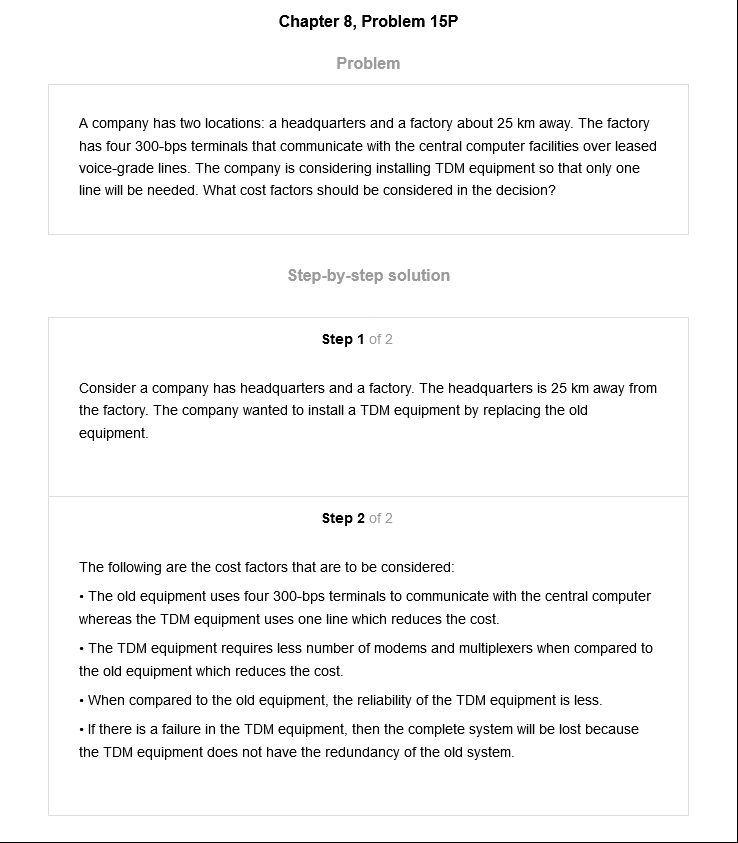 Chapter 8, Problem 15P
Problem
A company has two locations: a headquarters and a factory about 25 km away. The factory
has four 300-bps terminals that communicate with the central computer facilities over leased
voice-grade lines. The company is considering installing TDM equipment so that only one
line will be needed. What cost factors should be considered in the decision?
Step-by-step solution
Step 1 of 2
Consider a company has headquarters and a factory. The headquarters is 25 km away from
the factory. The company wanted to install a TDM equipment by replacing the old
equipment.
Step 2 of 2
The following are the cost factors that are to be considered:
• The old equipment uses four 300-bps terminals to communicate with the central computer
whereas the TDM equipment uses one line which reduces the cost.
• The TDM equipment requires less number of modems and multiplexers when compared to
the old equipment which reduces the cost.
• When compared to the old equipment, the reliability of the TDM equipment is less.
• If there is a failure in the TDM equipment, then the complete system will be lost because
the TDM equipment does not have the redundancy of the old system.